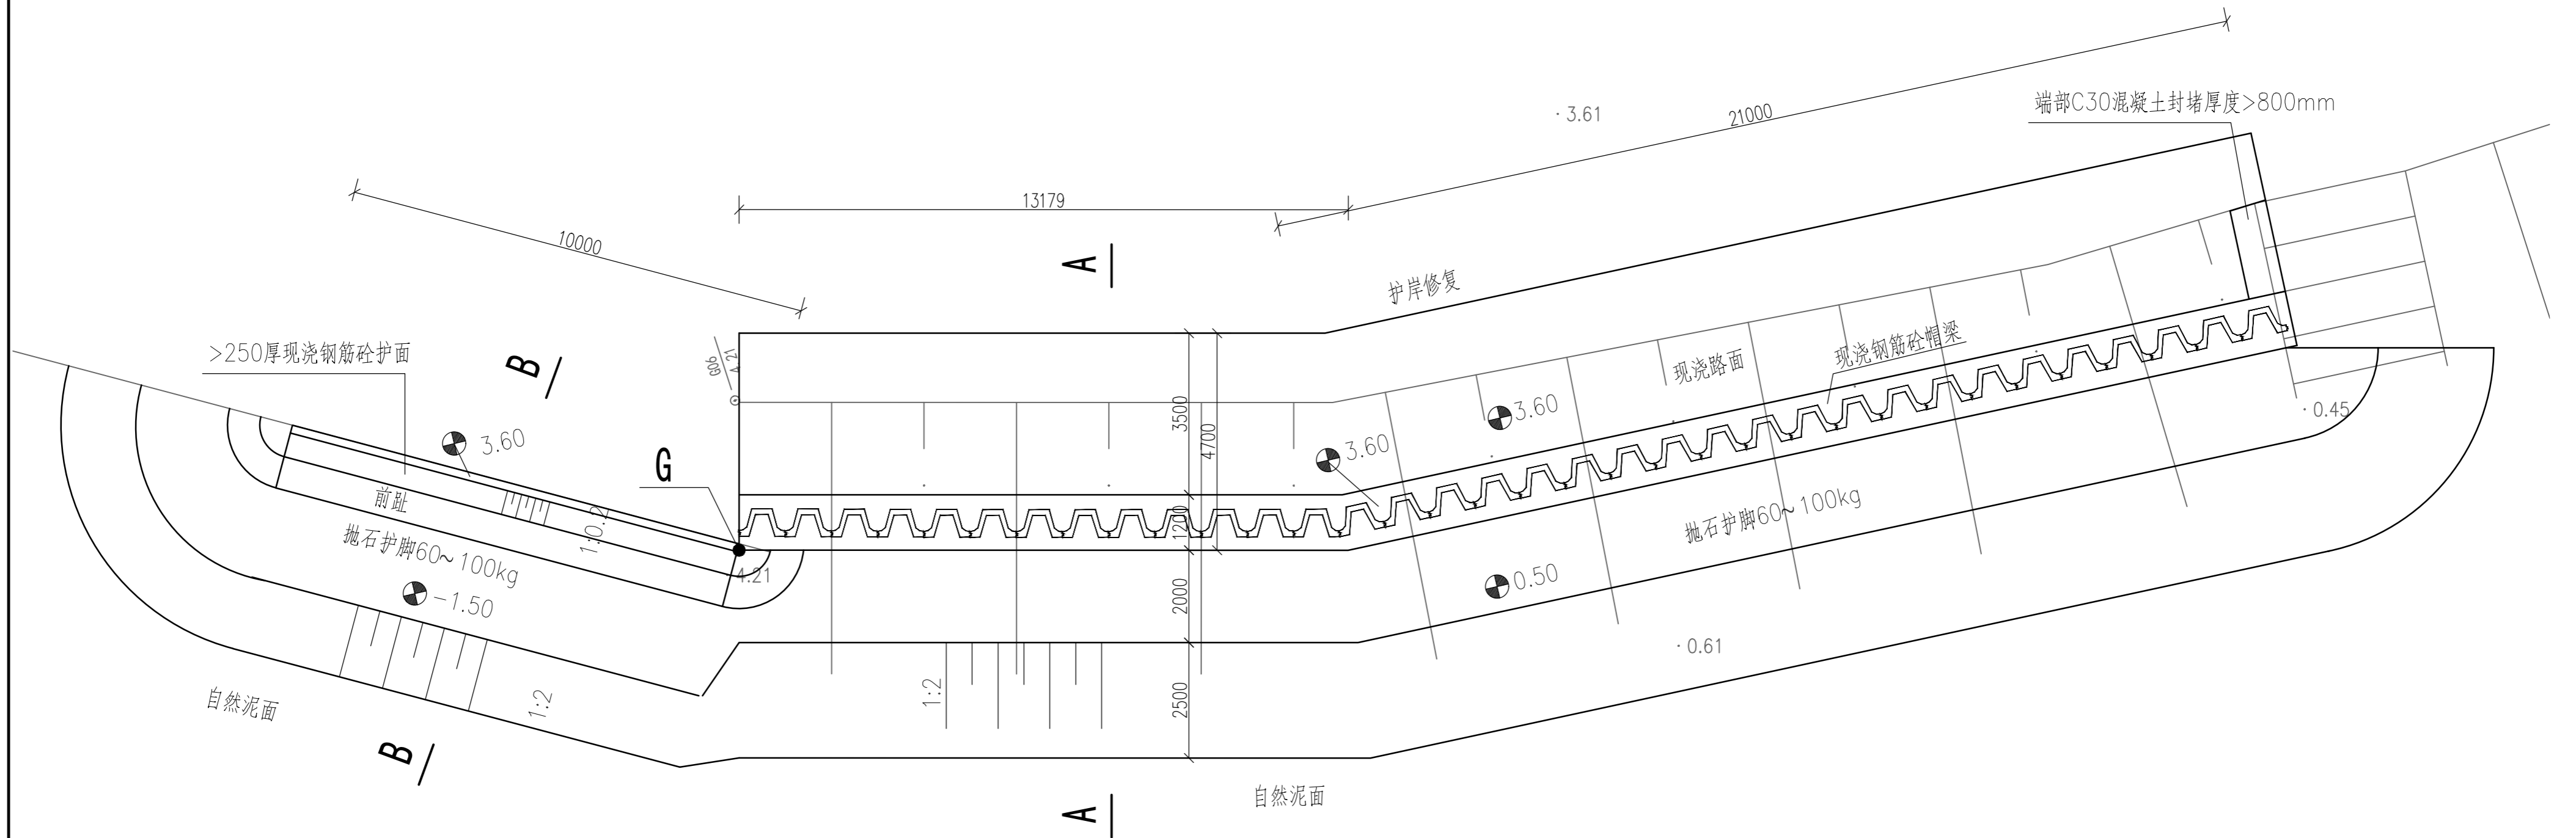 21000
端部C30混凝土封堵厚度>800mm
3.61
13179
10000
A
护岸修复
>250厚现浇钢筋砼护面
B
G06
4.21
现浇路面
现浇钢筋砼帽梁
3500
4700
3.60
3.60
3.60
0.45
G
前趾
1:0.2
1200
抛石护脚60~100kg
抛石护脚60~100kg
4.21
-1.50
0.50
2000
0.61
1:2
1:2
2500
自然泥面
B
自然泥面
A